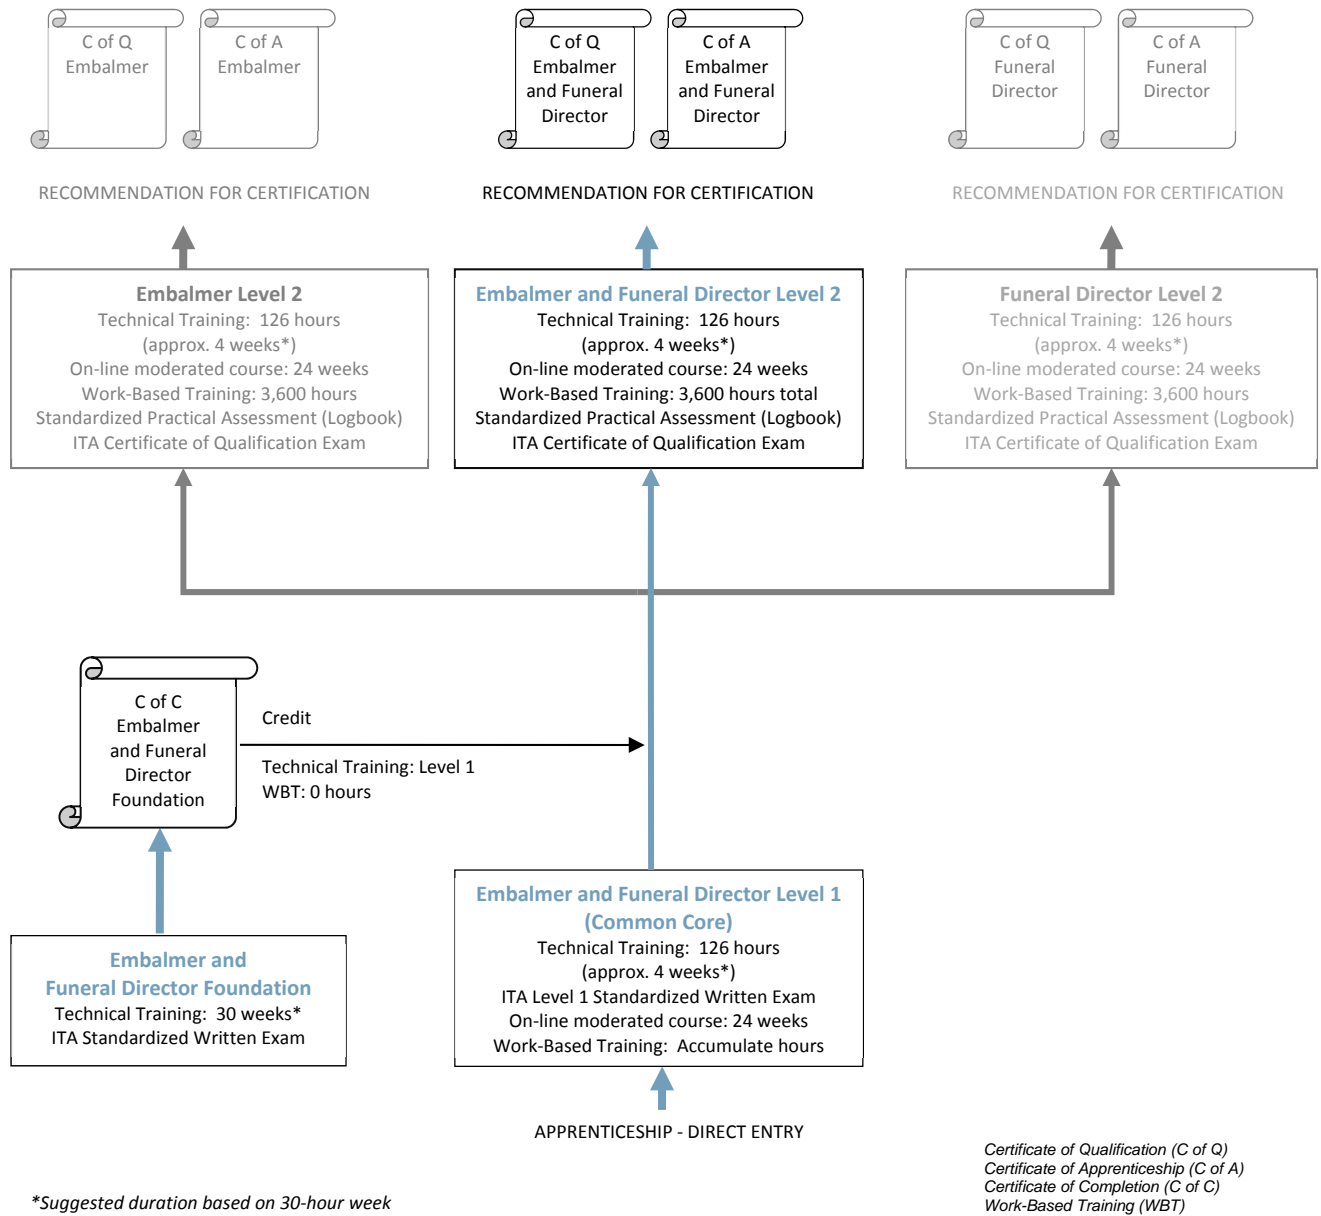 C of Q
Embalmer
C of A
Embalmer
C of Q
Embalmer
and Funeral
Director
C of A
Embalmer
and Funeral
Director
C of Q
Funeral
Director
C of A
Funeral
Director
RECOMMENDATION FOR CERTIFICATION
RECOMMENDATION FOR CERTIFICATION
RECOMMENDATION FOR CERTIFICATION
Embalmer Level 2
Technical Training:  126 hours
(approx. 4 weeks*)
On-line moderated course: 24 weeks
Work-Based Training: 3,600 hours
Standardized Practical Assessment (Logbook)
ITA Certificate of Qualification Exam
Embalmer and Funeral Director Level 2
Technical Training:  126 hours
(approx. 4 weeks*)
On-line moderated course: 24 weeks
Work-Based Training: 3,600 hours total
Standardized Practical Assessment (Logbook)
ITA Certificate of Qualification Exam
Funeral Director Level 2
Technical Training:  126 hours
(approx. 4 weeks*)
On-line moderated course: 24 weeks
Work-Based Training: 3,600 hours
Standardized Practical Assessment (Logbook)
ITA Certificate of Qualification Exam
C of C
Embalmer
and Funeral
Director
Foundation
Credit
Technical Training: Level 1
WBT: 0 hours
Embalmer and
Funeral Director Foundation
Technical Training:  30 weeks*
ITA Standardized Written Exam
Embalmer and Funeral Director Level 1
(Common Core)
Technical Training:  126 hours
(approx. 4 weeks*)
ITA Level 1 Standardized Written Exam
On-line moderated course: 24 weeks
Work-Based Training:  Accumulate hours
APPRENTICESHIP - DIRECT ENTRY
*Suggested duration based on 30-hour week
Certificate of Qualification (C of Q)
Certificate of Apprenticeship (C of A)
Certificate of Completion (C of C)
Work-Based Training (WBT)